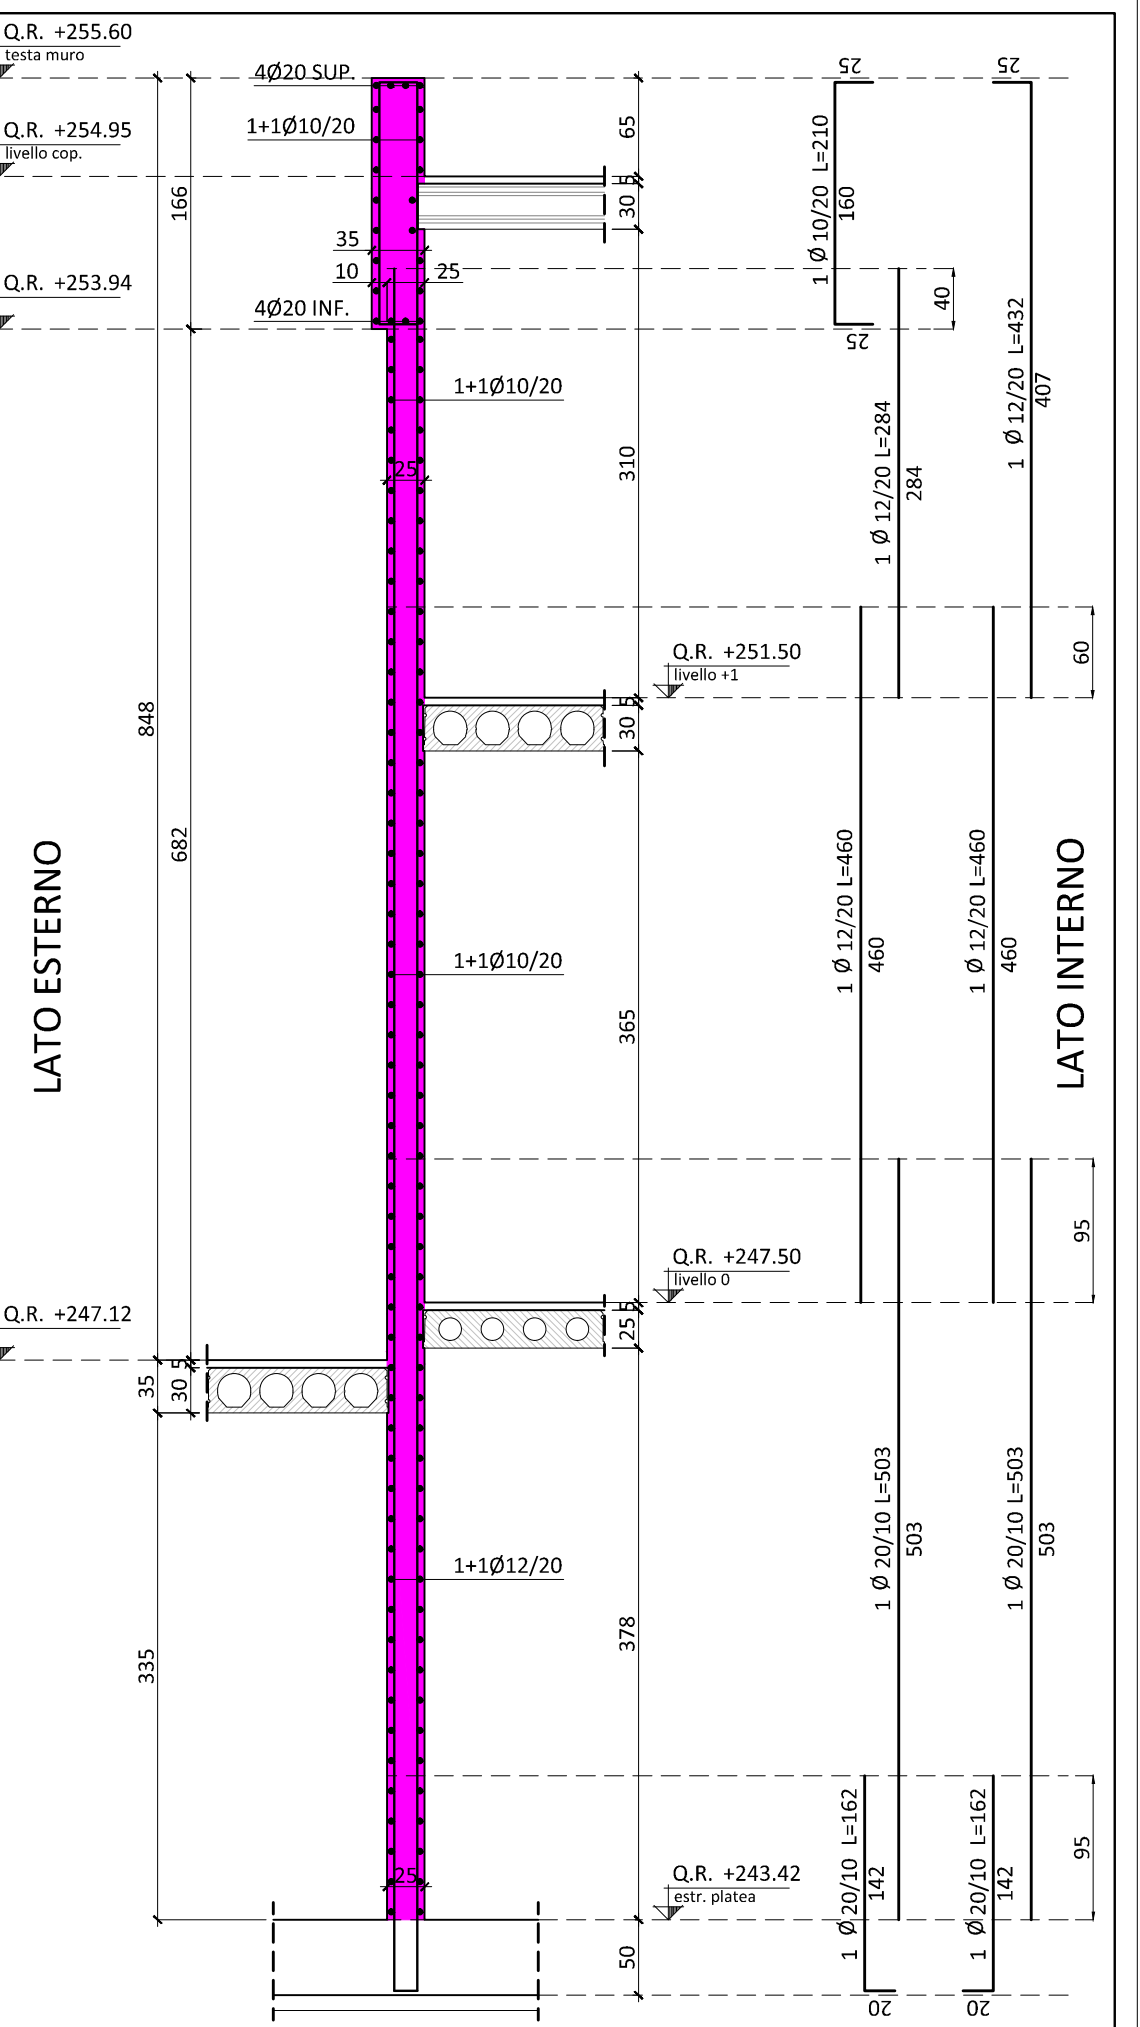 Q.R. +255.60
testa muro
Q.R. +254.95
livello cop.
Q.R. +253.94
Q.R. +247.12
LATO ESTERNO
848
35
335
166
682
5
30
4Ø20 SUP.
1+1Ø10/20
35
10
25
4Ø20 INF.
1+1Ø10/20
25
1+1Ø10/20
1+1Ø12/20
25
65
5
30
310
5
30
365
5
25
378
50
Q.R. +251.50
livello +1
Q.R. +247.50
livello 0
Q.R. +243.42
estr. platea
25
1 Ø 10/20 L=210
160
25
40
25
1 Ø 12/20 L=432
407
1 Ø 12/20 L=284
284
60
1 Ø 12/20 L=460
460
1 Ø 12/20 L=460
460
LATO INTERNO
95
1 Ø 20/10 L=503
503
1 Ø 20/10 L=503
503
1 Ø 20/10 L=162
142
20
1 Ø 20/10 L=162
142
20
95